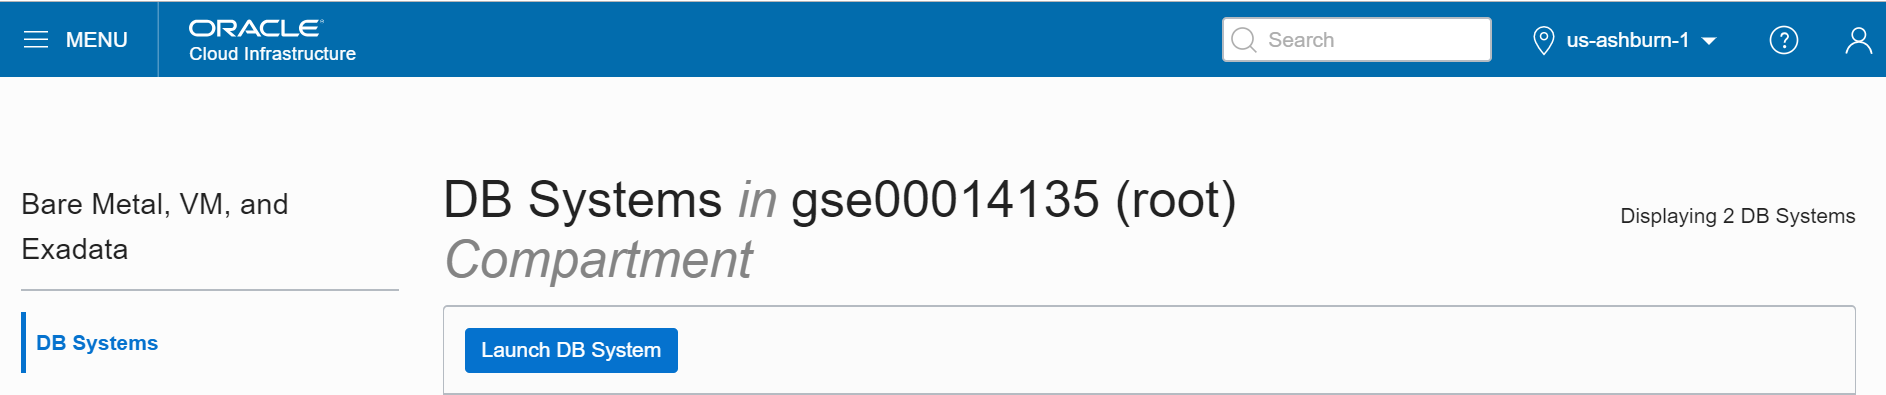 MENU
ORACLE
Cloud Infrastructure
Search
us-ashburn-1
?
Bare Metal, VM, and
Exadata
DB Systems
DB Systems in gse00014135 (root)
Compartment
Displaying 2 DB Systems
Launch DB System